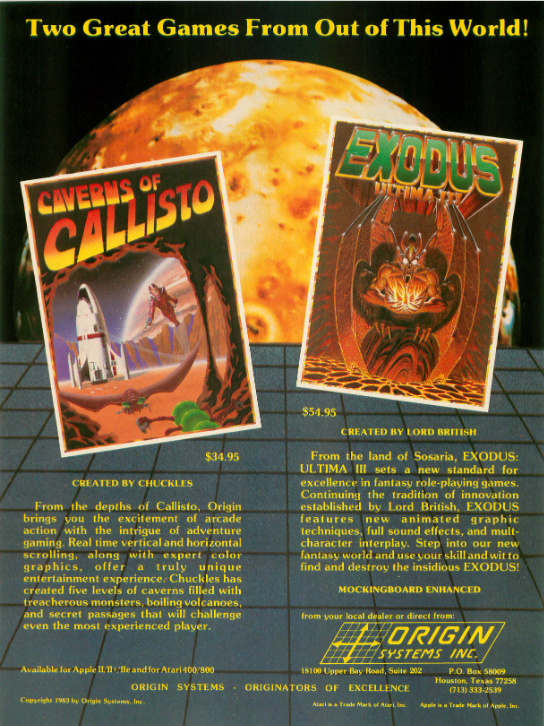 Two Great Games From Out of This World!
CAVERNS OF
CALLISTO
EXODUS
ULTIMA III
$34.95
CREATED BY CHUCKLES
From the depths of Callisto, Origin
brings you the excitement of arcade
action with the intrigue of adventure
gaming. Real time vertical and horizontal
scrolling, along with expert color
graphics, offer a truly unique
entertainment experience. Chuckles has
created five levels of caverns filled with
treacherous monsters, boiling volcanoes,
and secret passages that will challenge
even the most experienced player.
$54.95
CREATED BY LORD BRITISH
From the land of Sosaria, EXODUS:
ULTIMA III sets a new standard for
excellence in fantasy role-playing games.
Continuing the tradition of innovation
established by Lord British, EXODUS
features new animated graphic
techniques, full sound effects, and mult-
character interplay. Step into our new
fantasy world and use your skill and wit to
find and destroy the insidious EXODUS!
MOCKINGBOARD ENHANCED
from your local dealer or direct from:
ORIGIN
SYSTEMS INC.
Available for Apple II/II+/IIe and for Atari 400/800
18100 Upper Bay Road, Suite 202
P.O. Box 58009
Houston, Texas 77258
(713) 333-2539
ORIGIN SYSTEMS - ORIGINATORS OF EXCELLENCE
Copyright 1983 by Origin Systems, Inc.
Atari is a Trade Mark of Atari, Inc.
Apple is a Trade Mark of Apple, Inc.